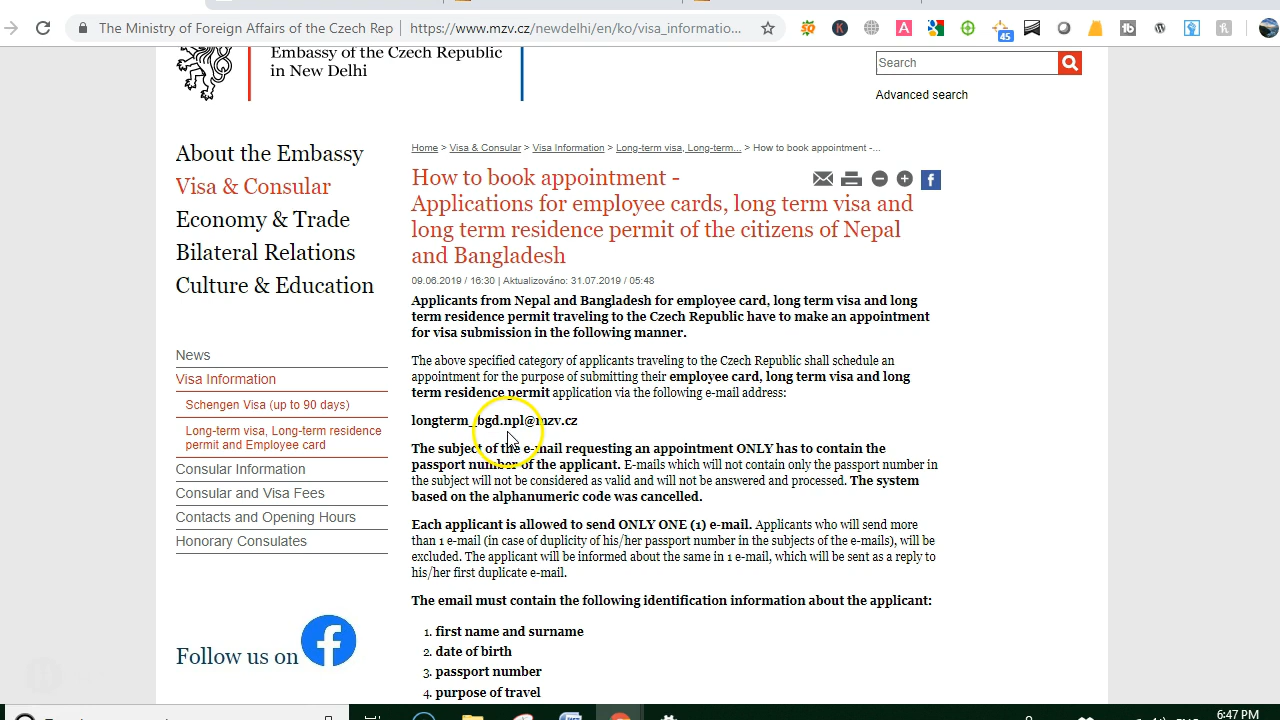 The Ministry of Foreign Affairs of the Czech Rep
http://www.mzv.cz/newdelhi/en/ko/visa_informatio...
45
Embassy of the Czech Republic
in New Delhi
Search
Advanced search
About the Embassy
Visa & Consular
Economy & Trade
Bilateral Relations
Culture & Education
News
Visa Information
Schengen Visa (up to 90 days)
Long-term visa, Long-term residence
permit and Employee card
Consular Information
Consular and Visa Fees
Contacts and Opening Hours
Honorary Consulates
Follow us on
Home > Visa & Consular > Visa Information > Long-term visa, Long-term... > How to book appointment -...
How to book appointment -
Applications for employee cards, long term visa and
long term residence permit of the citizens of Nepal
and Bangladesh
09.06.2019 / 16:30 | Aktualizováno: 31.07.2019 / 05:48
Applicants from Nepal and Bangladesh for employee card, long term visa and long
term residence permit traveling to the Czech Republic have to make an appointment
for visa submission in the following manner.
The above specified category of applicants traveling to the Czech Republic shall schedule an
appointment for the purpose of submitting their employee card, long term visa and long
term residence permit application via the following e-mail address:
longterm_bgd.npl@mzv.cz
The subject of the e-mail requesting an appointment ONLY has to contain the
passport number of the applicant. E-mails which will not contain only the passport number in
the subject will not be considered as valid and will not be answered and processed. The system
based on the alphanumeric code was cancelled.
Each applicant is allowed to send ONLY ONE (1) e-mail. Applicants who will send more
than 1 e-mail (in case of duplicity of his/her passport number in the subjects of the e-mails), will be
excluded. The applicant will be informed about the same in 1 e-mail, which will be sent as a reply to
his/her first duplicate e-mail.
The email must contain the following identification information about the applicant:
1. first name and surname
2. date of birth
3. passport number
4. purpose of travel
6:47 PM